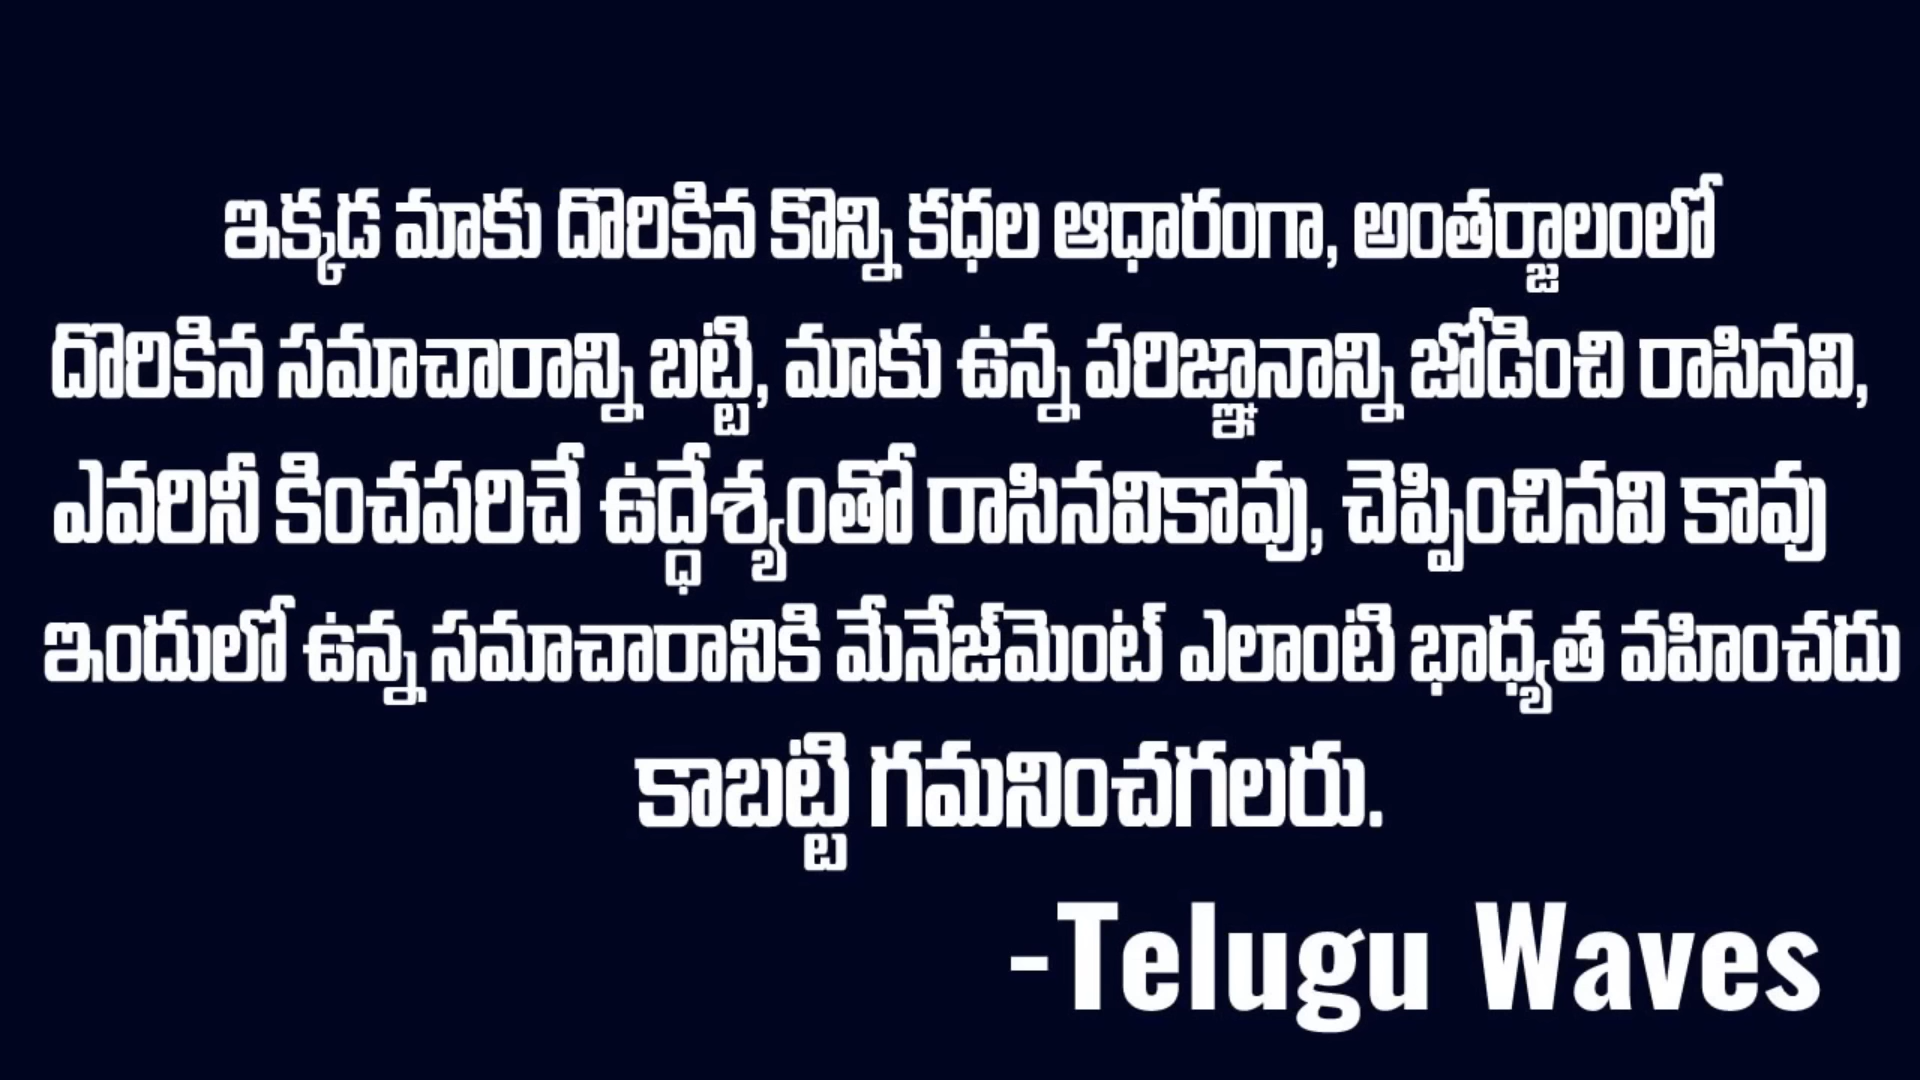 ఇక్కడ మాకు దొరికిన కొన్ని కధల ఆధారంగా, అంతర్జాలంలో
దొరికిన సమాచారాన్ని బట్టి, మాకు ఉన్న పరిజ్ఞానాన్ని జోడించి రాసినవి,
ఎవరినీ కించపరిచే ఉద్ధేశ్యంతో రాసినవికావు, చెప్పించినవి కావు
ఇందులో ఉన్న సమాచారానికి మేనేజ్‌మెంట్ ఎలాంటి భాధ్యత వహించదు
కాబట్టి గమనించగలరు.
-Telugu Waves